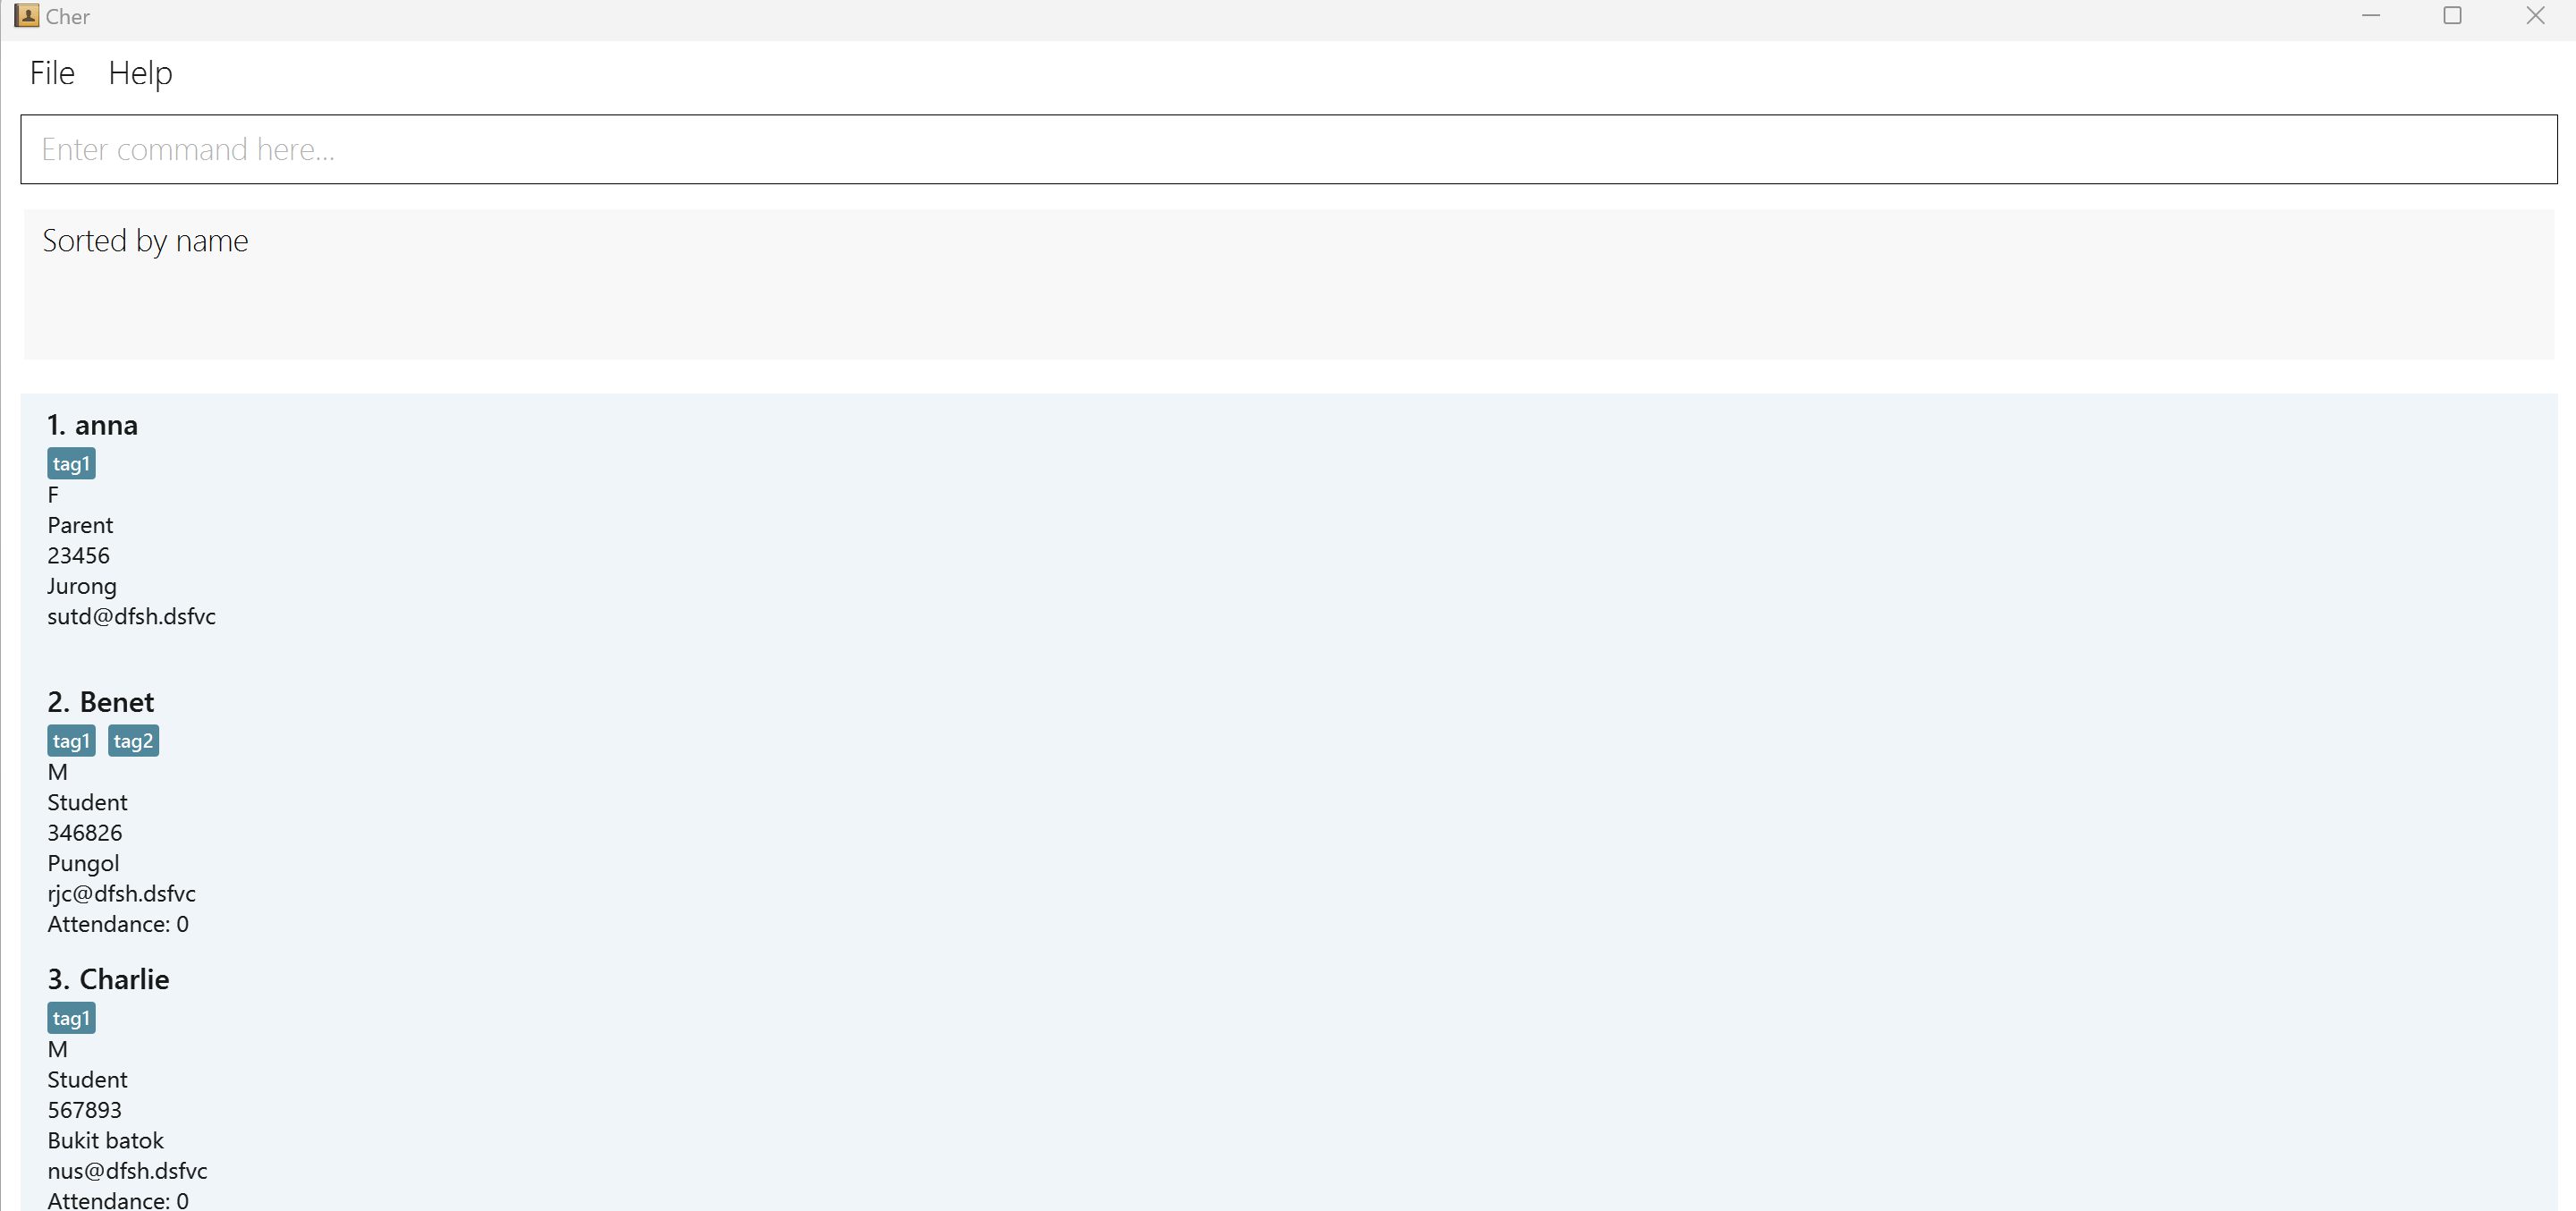 Cher
File Help
Enter command here...
Sorted by name
1. anna
tag1
F
Parent
23456
Jurong
sutd@dfsh.dsfvc
2. Benet
tag1 tag2
M
Student
346826
Pungol
rjc@dfsh.dsfvc
Attendance: 0
3. Charlie
tag1
M
Student
567893
Bukit batok
nus@dfsh.dsfvc
Attendance: 0